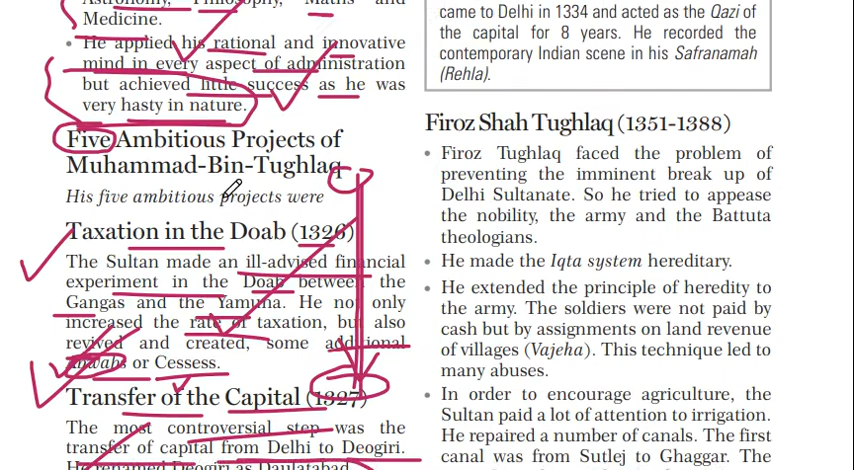 Astronomy, Philosophy, Maths and
Medicine.
• He applied his rational and innovative
mind in every aspect of administration
but achieved little success as he was
very hasty in nature.
Five Ambitious Projects of
Muhammad-Bin-Tughlaq
His five ambitious projects were
Taxation in the Doab (1326)
The Sultan made an ill-advised financial
experiment in the Doab between the
Gangas and the Yamuna. He not only
increased the rate of taxation, but also
revived and created, some additional
Abwabs or Cessess.
Transfer of the Capital (1327)
The most controversial step was the
transfer of capital from Delhi to Deogiri.
He renamed Deogiri as Daulatabad.
came to Delhi in 1334 and acted as the Qazi of
the capital for 8 years. He recorded the
contemporary Indian scene in his Safranamah
(Rehla).
Firoz Shah Tughlaq (1351-1388)
• Firoz Tughlaq faced the problem of
preventing the imminent break up of
Delhi Sultanate. So he tried to appease
the nobility, the army and the Battuta
theologians.
• He made the Iqta system hereditary.
• He extended the principle of heredity to
the army. The soldiers were not paid by
cash but by assignments on land revenue
of villages (Vajeha). This technique led to
many abuses.
• In order to encourage agriculture, the
Sultan paid a lot of attention to irrigation.
He repaired a number of canals. The first
canal was from Sutlej to Ghaggar. The